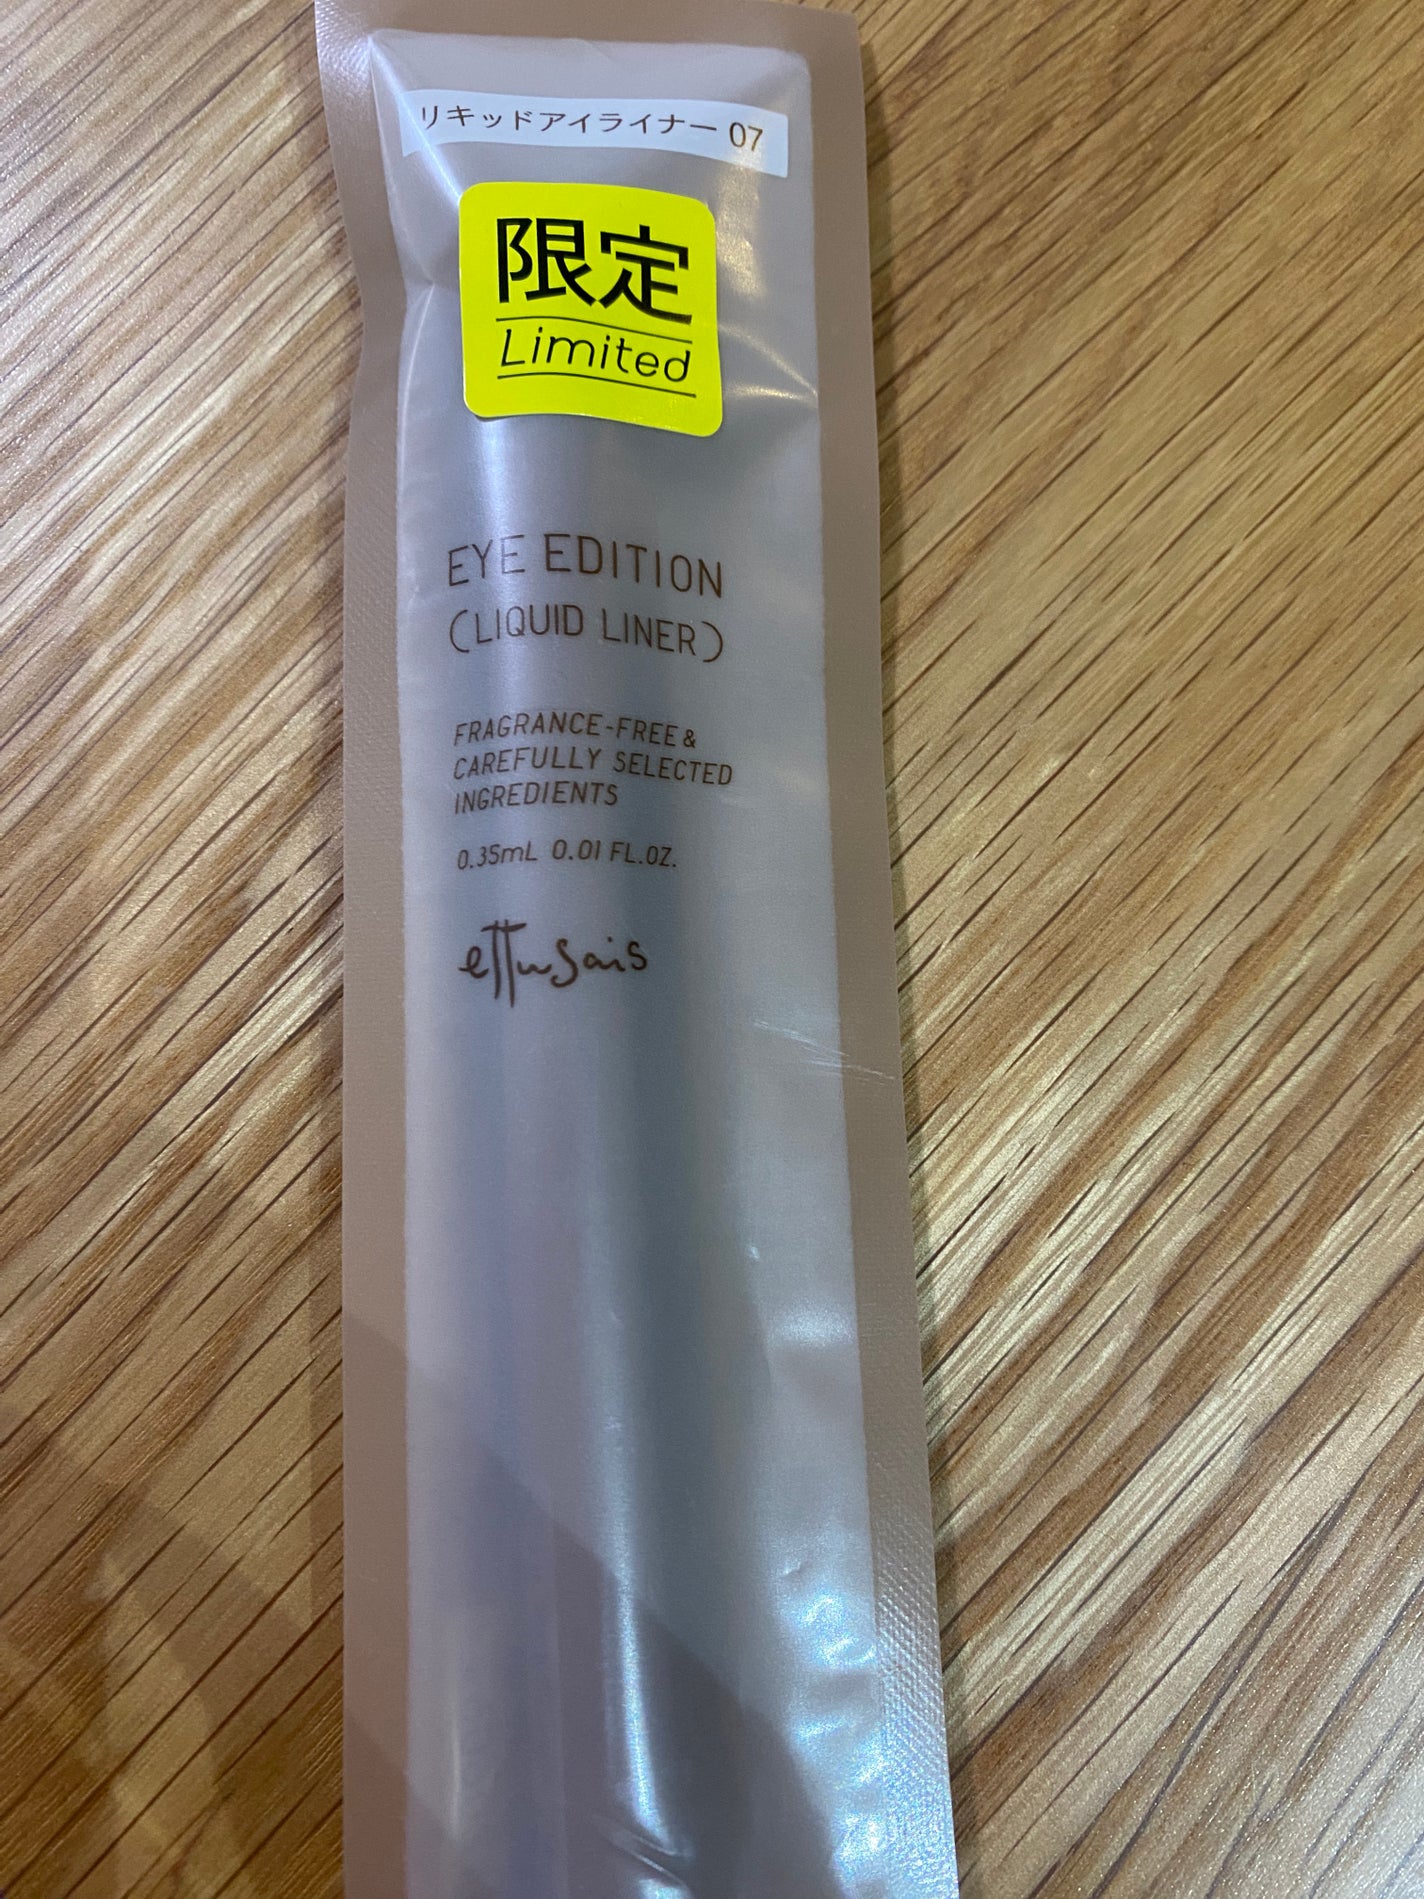 リキッドアイライナー 07
限定
Limited
EYE EDITION
(LIQUID LINER)
FRAGRANCE-FREE &
CAREFULLY SELECTED
INGREDIENTS
0.35mL 0.01 FL.OZ.
ettusais